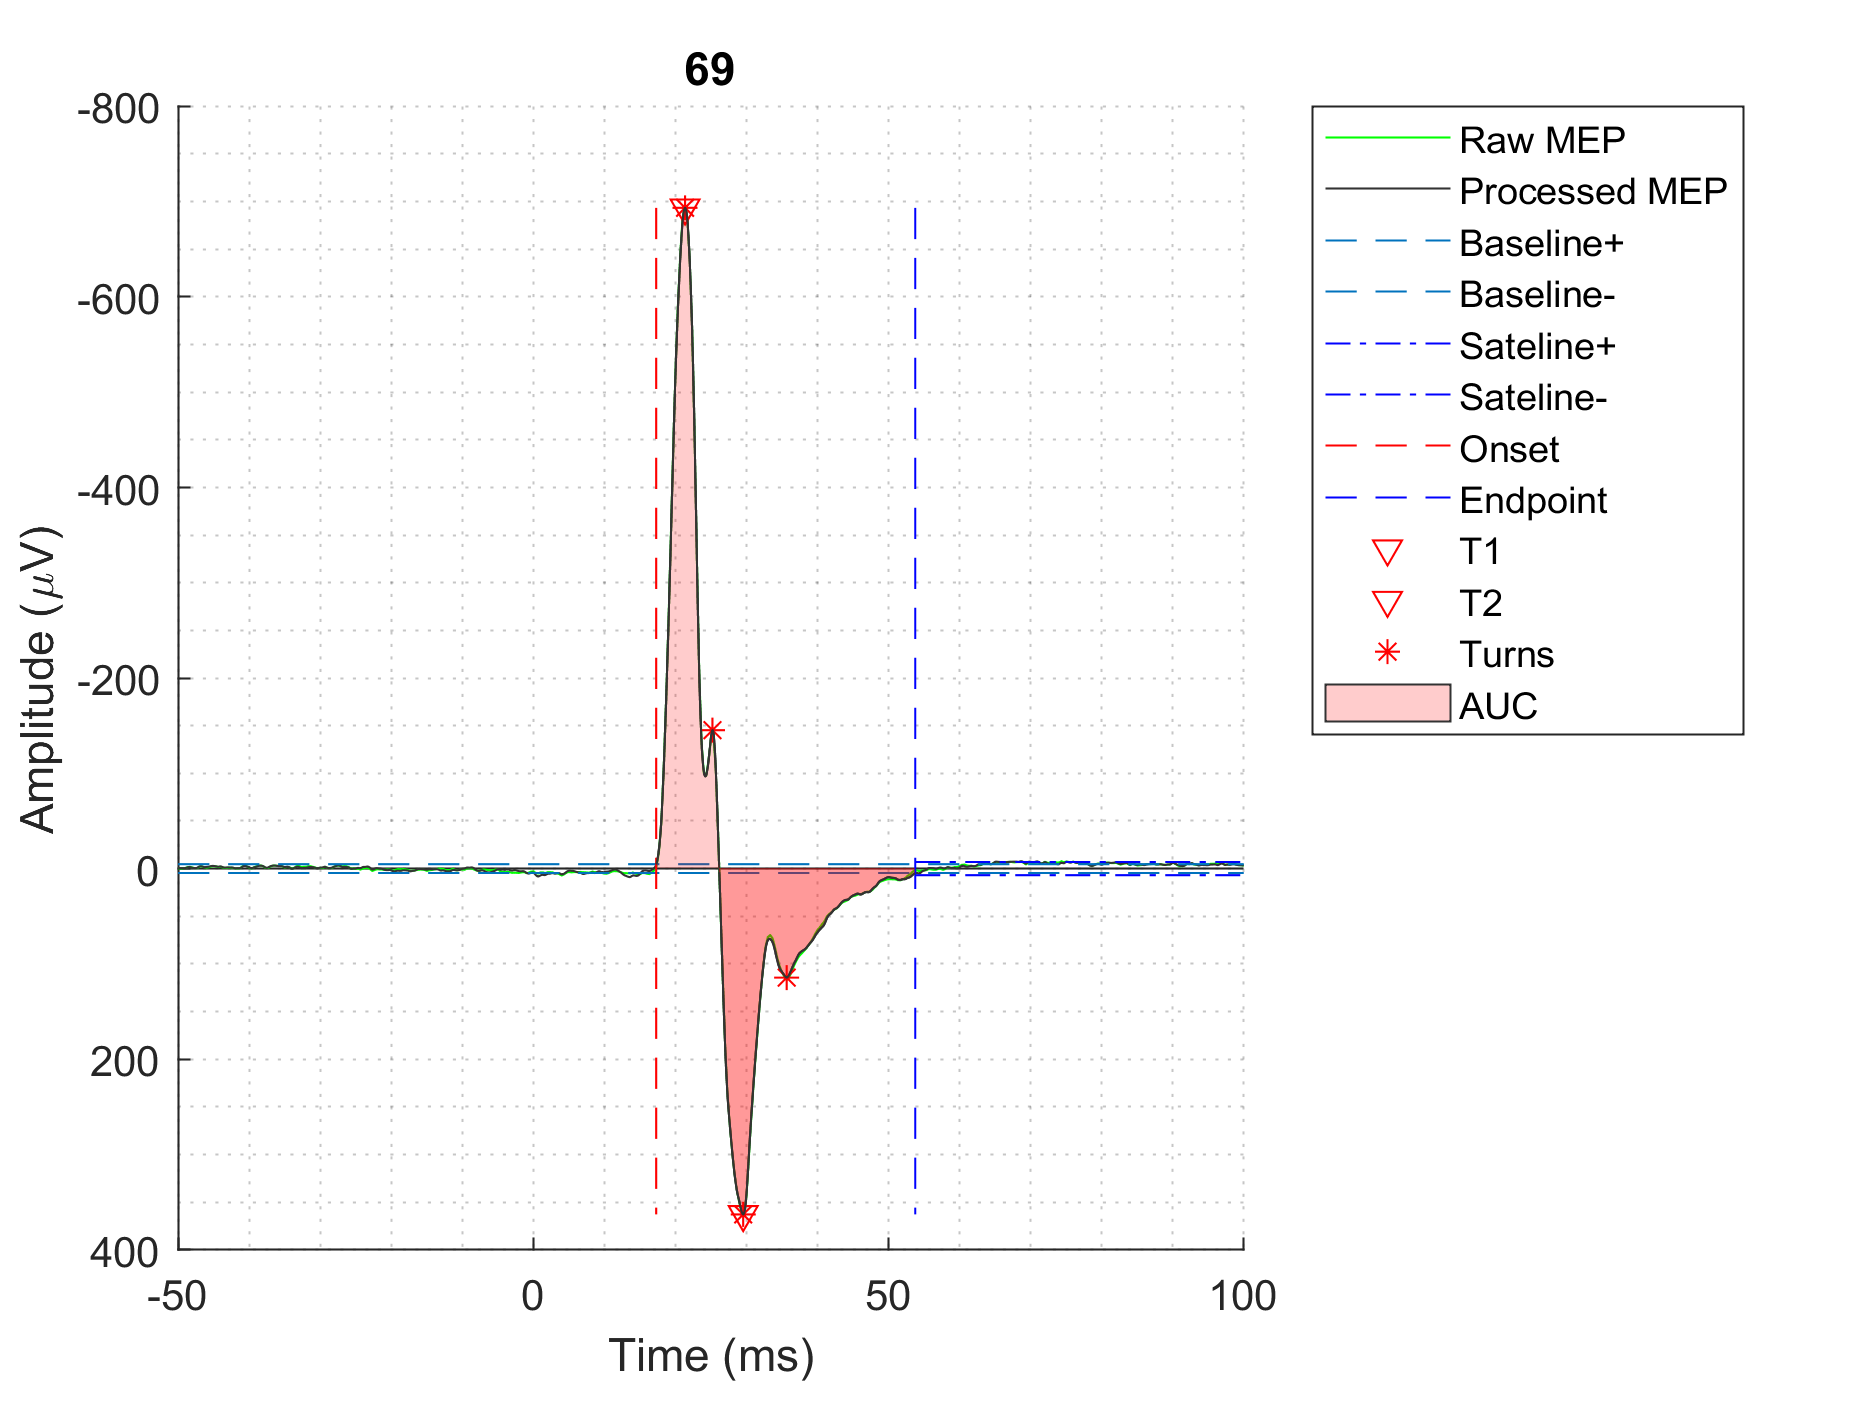 69
-800
-600
-400
-200
0
200
400
Amplitude (μV)
-50 0 50 100
Time (ms)
Raw MEP
Processed MEP
Baseline+
Baseline-
Sateline+
Sateline-
Onset
Endpoint
T1
T2
Turns
AUC